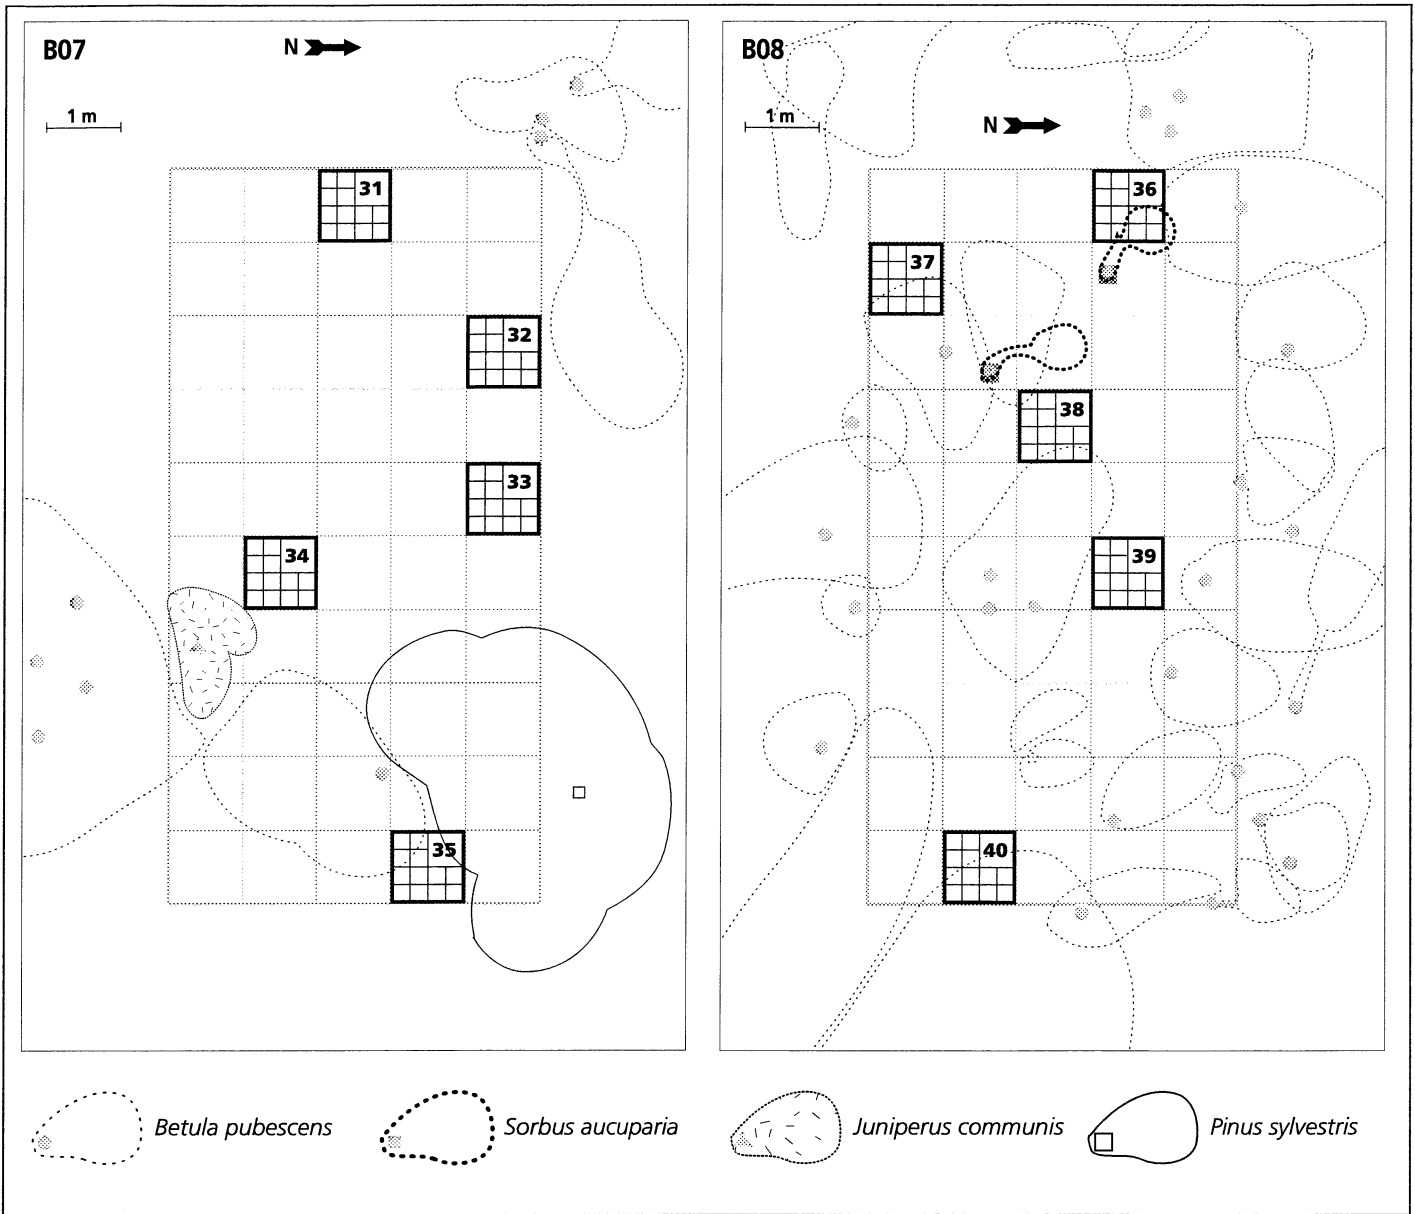 B07
N
1 m
31
32
33
34
35
B08
N
1 m
36
37
38
39
40
Betula pubescens
Sorbus aucuparia
Juniperus communis
Pinus sylvestris